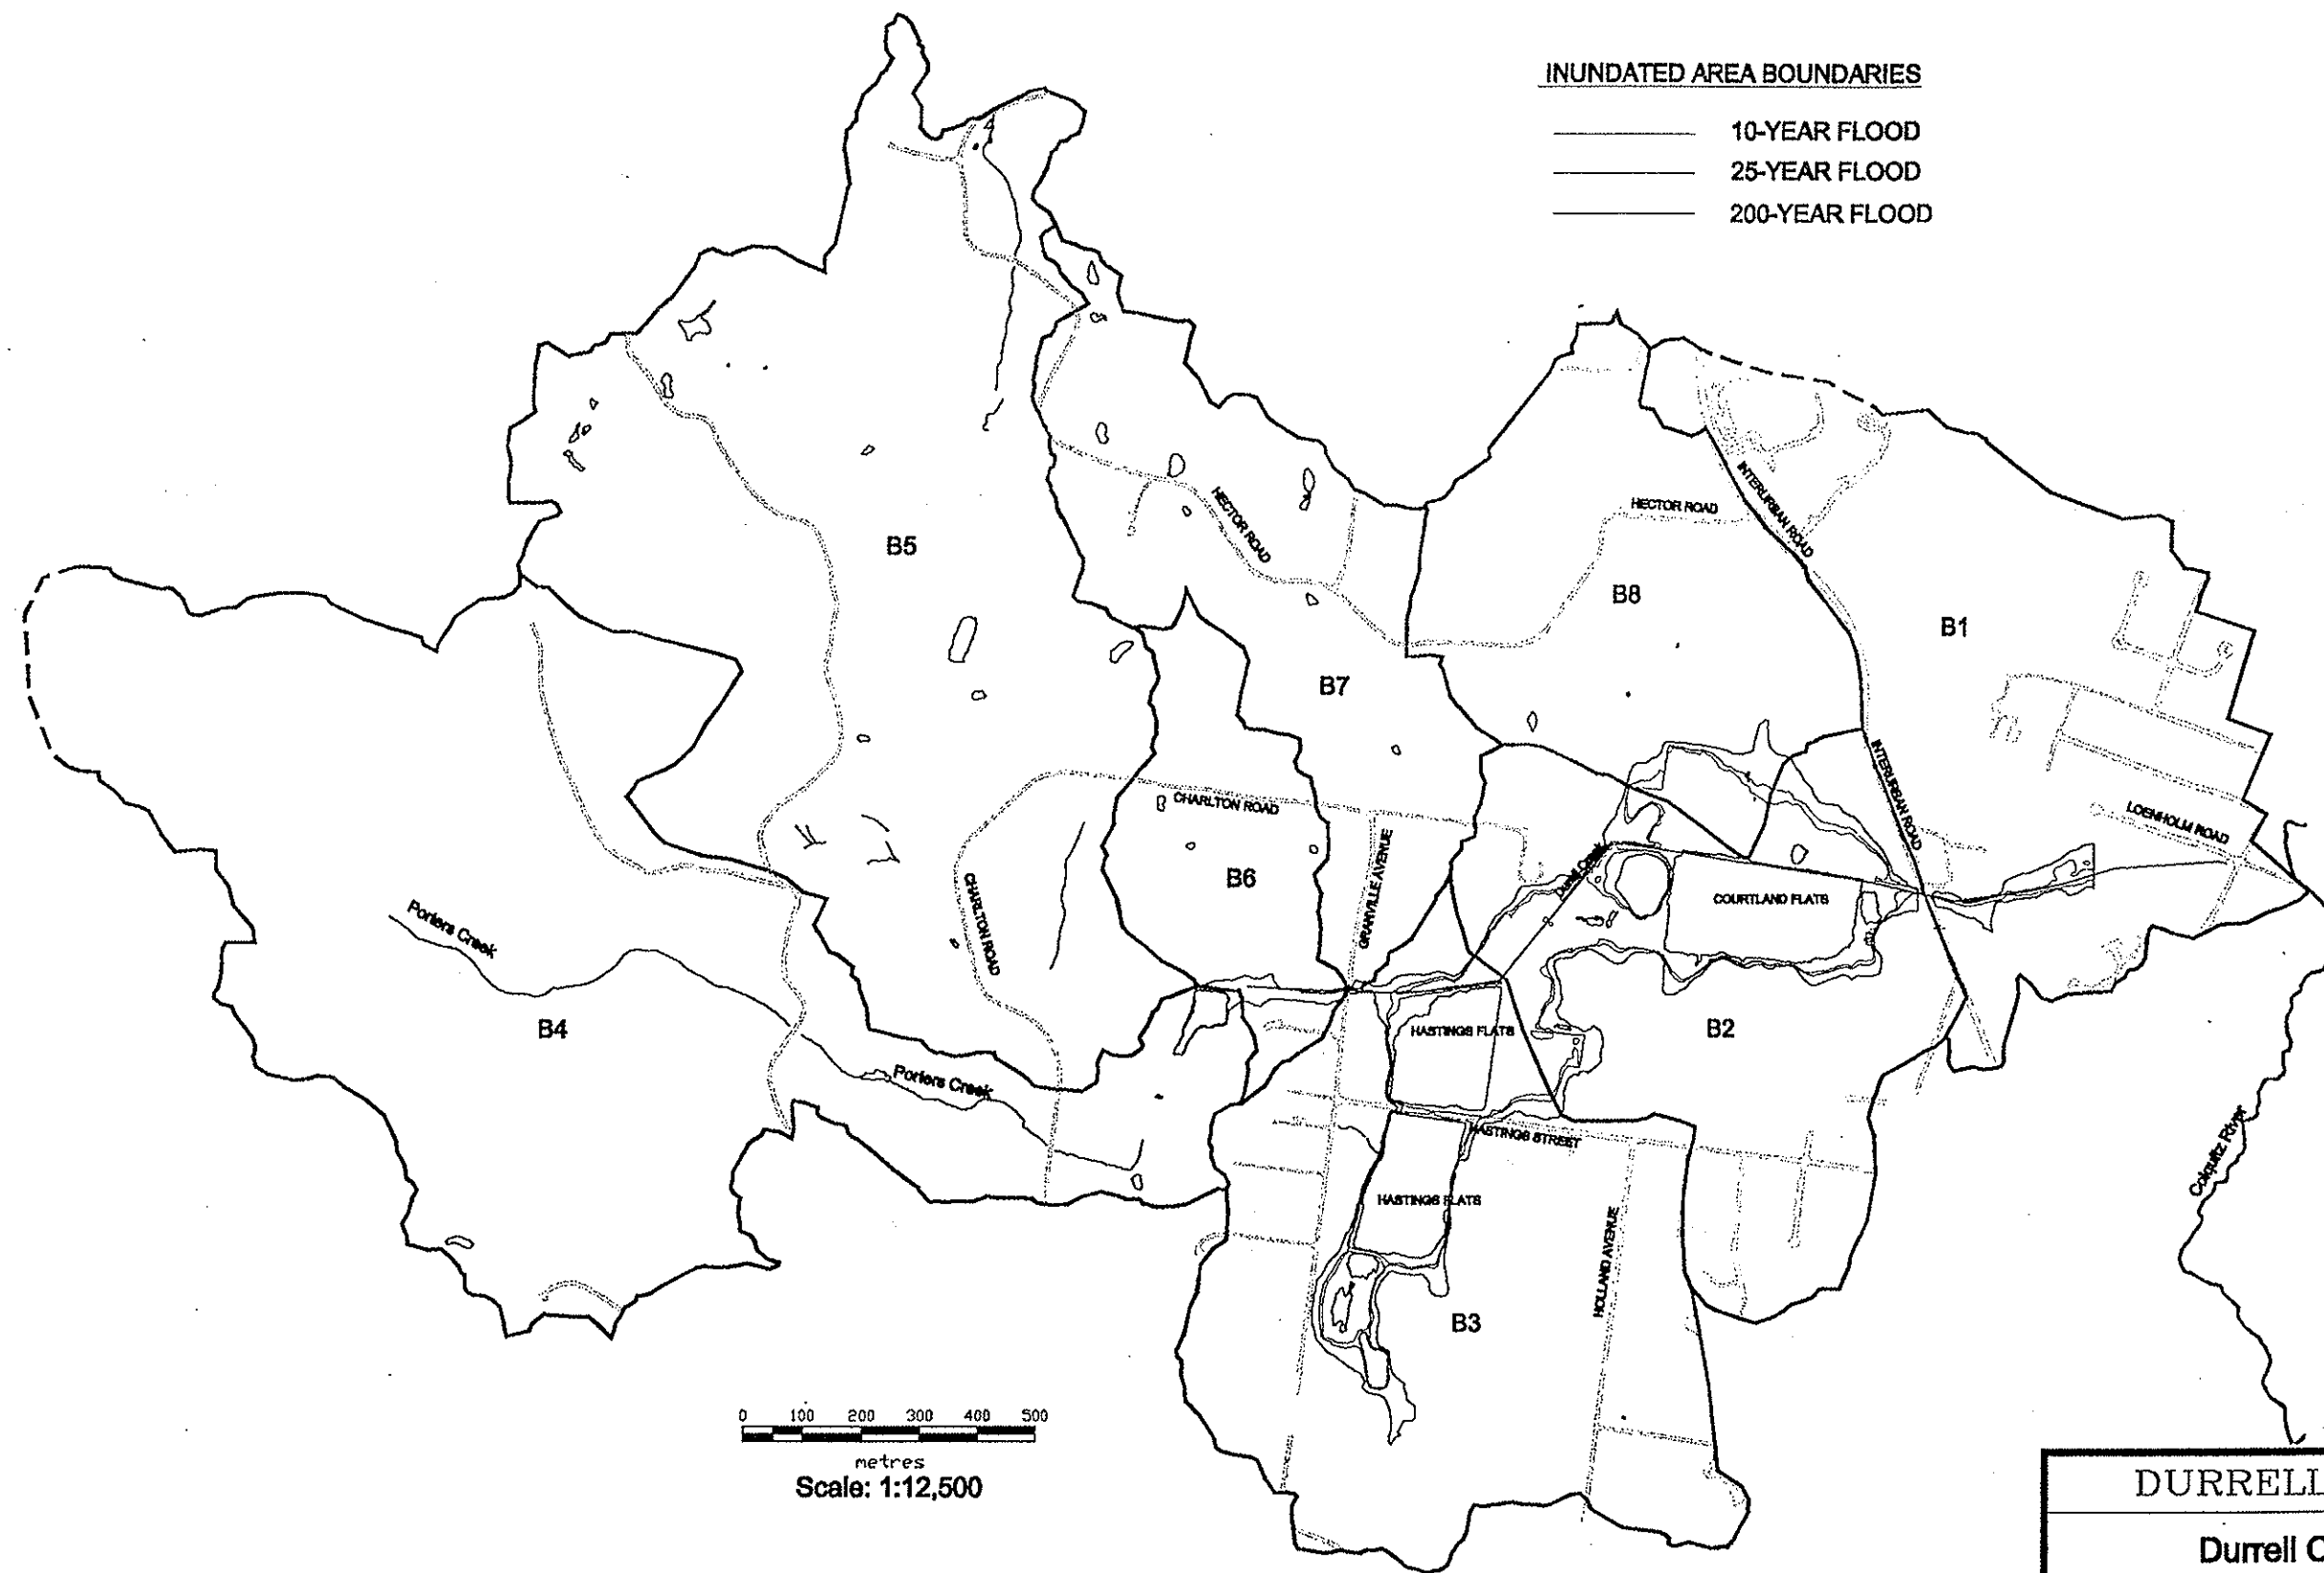 INUNDATED AREA BOUNDARIES
10-YEAR FLOOD
25-YEAR FLOOD
200-YEAR FLOOD
INTERURBAN ROAD
HECTOR ROAD
HECTOR ROAD
B5
B8
B1
B7
INTERURBAN ROAD
CHARLTON ROAD
LOENHOLM ROAD
GRANVILLE AVENUE
Durrell Creek
B6
CHARLTON ROAD
COURTLAND FLATS
Porters Creek
B4
HASTINGS FLATS
B2
Porters Creek
HASTINGS STREET
Colquitz River
HASTINGS FLATS
HOLLAND AVENUE
B3
0 100 200 300 400 500
metres
Scale: 1:12,500
DURRELL
Durrell C